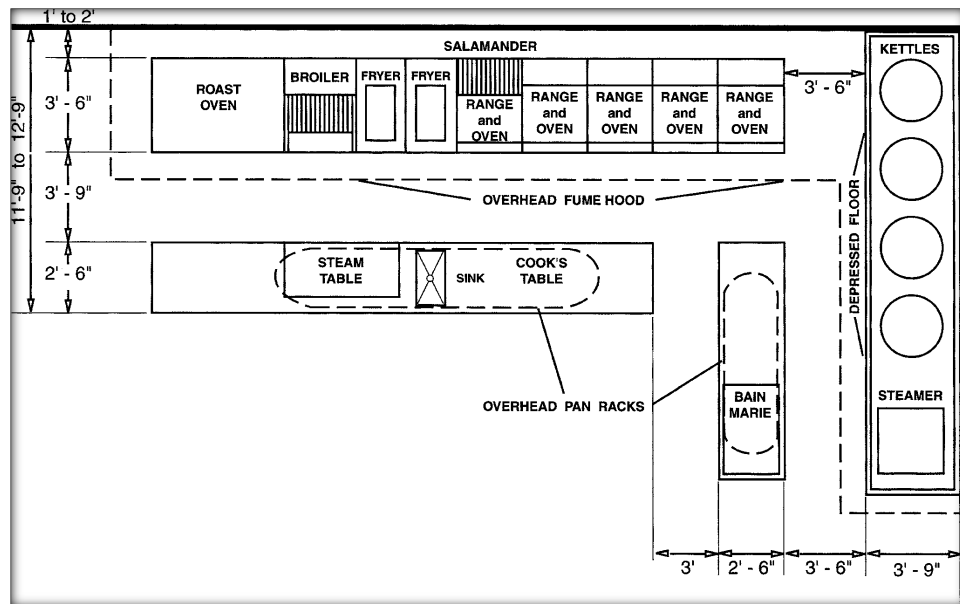 1' to 2'
SALAMANDER
KETTLES
ROAST
OVEN
BROILER
FRYER
FRYER
RANGE
and
OVEN
RANGE
and
OVEN
RANGE
and
OVEN
RANGE
and
OVEN
RANGE
and
OVEN
3' - 6"
3' - 6"
11'-9" to 12'-9"
3' - 9"
OVERHEAD FUME HOOD
DEPRESSED FLOOR
2' - 6"
STEAM
TABLE
SINK
COOK'S
TABLE
OVERHEAD PAN RACKS
BAIN
MARIE
STEAMER
3'
2' - 6"
3' - 6"
3' - 9"